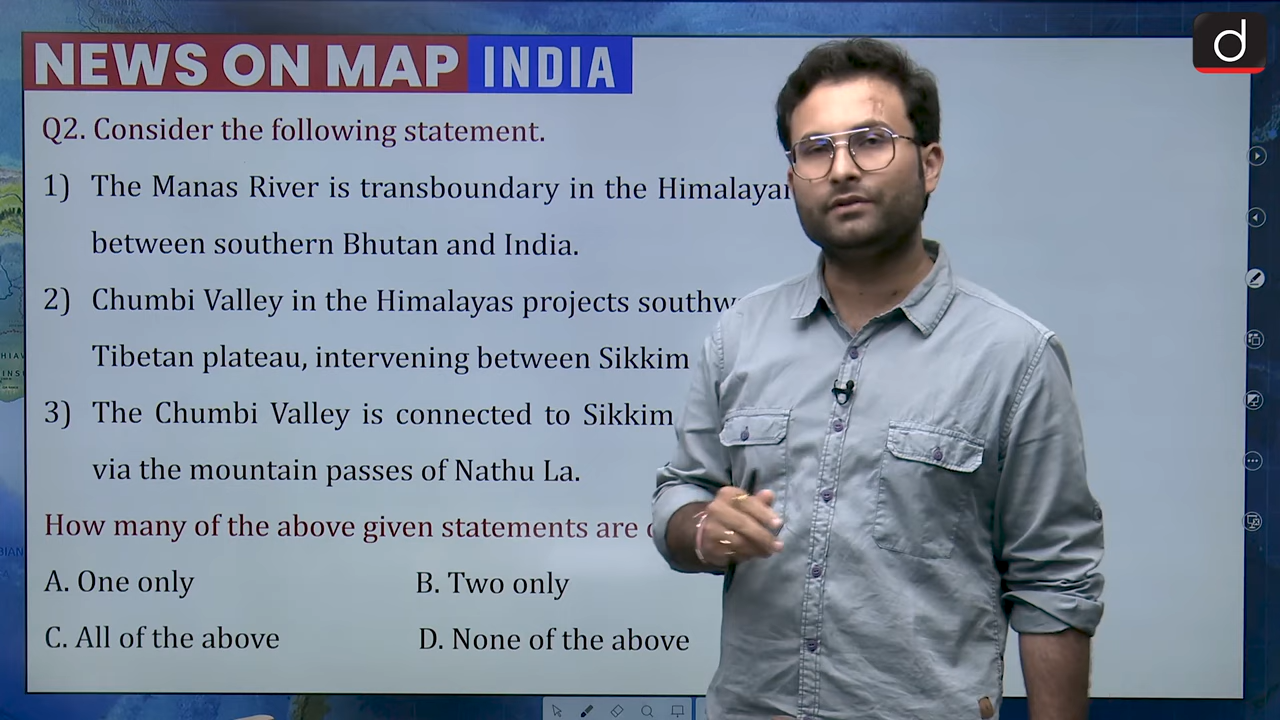 NEWS ON MAP INDIA
d
Q2. Consider the following statement.
1) The Manas River is transboundary in the
between southern Bhutan and India.
2) Chumbi Valley in the Himalayas projects
Tibetan plateau, intervening between Sikkim
3) The Chumbi Valley is connected to Sikkim
via the mountain passes of Nathu La.
How many of the above given statements are
A. One only B. Two only
C. All of the above D. None of the above